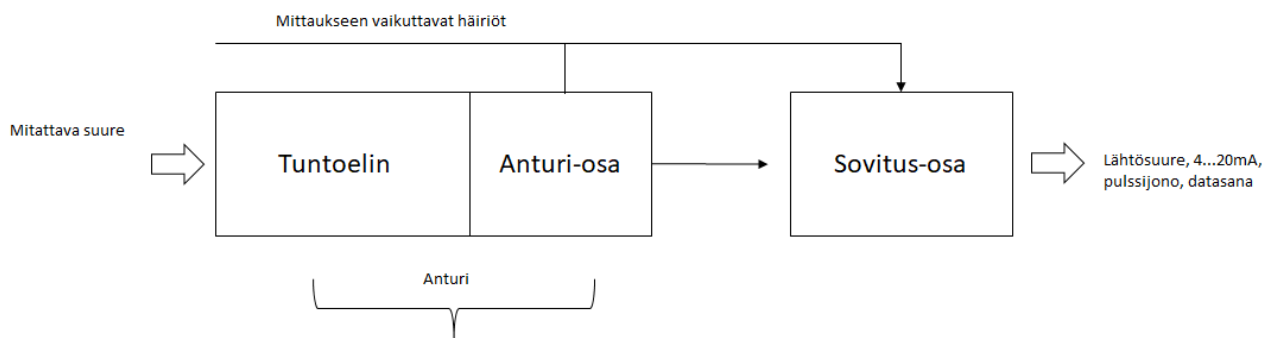 Mittaukseen vaikuttavat häiriöt
Mitattava suure
Tuntoelin
Anturi-osa
Sovitus-osa
Lähtösuure, 4...20mA,
pulssijono, datasana
Anturi